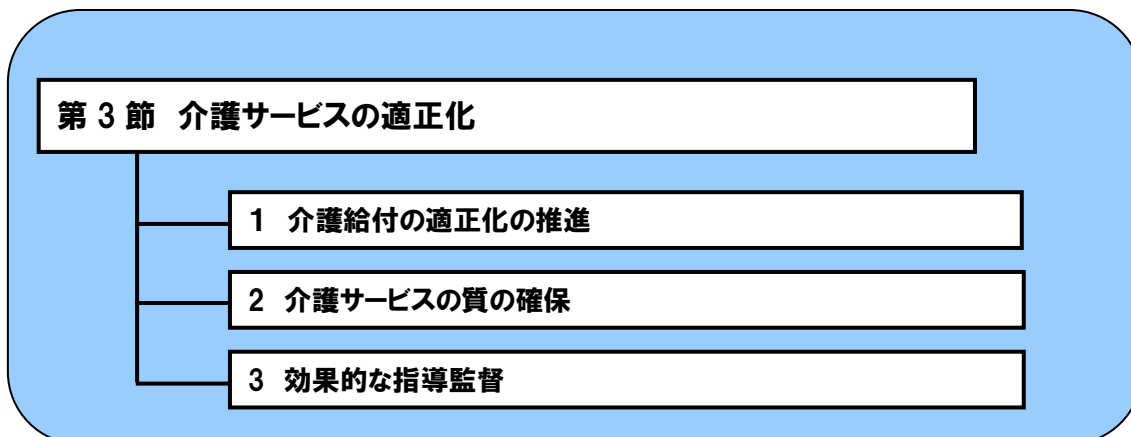 第 3 節 介護サービスの適正化
1 介護給付の適正化の推進
2 介護サービスの質の確保
3 効果的な指導監督